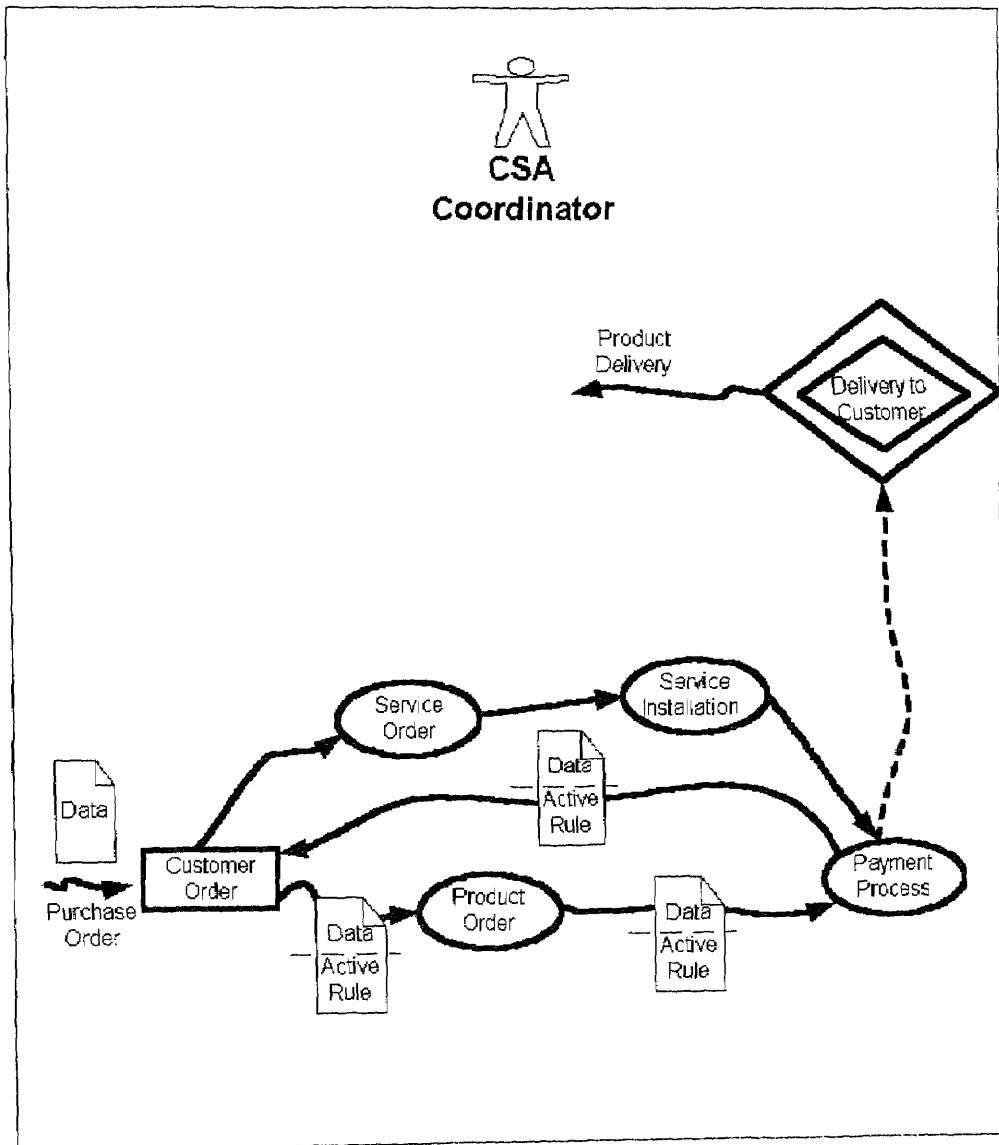 CSA
Coordinator
Product
Delivery
Delivery to
Customer
Service
Order
Service
Installation
Data
Active
Rule
Data
Customer
Order
Purchase
Order
Data
Active
Rule
Product
Order
Data
Active
Rule
Payment
Process